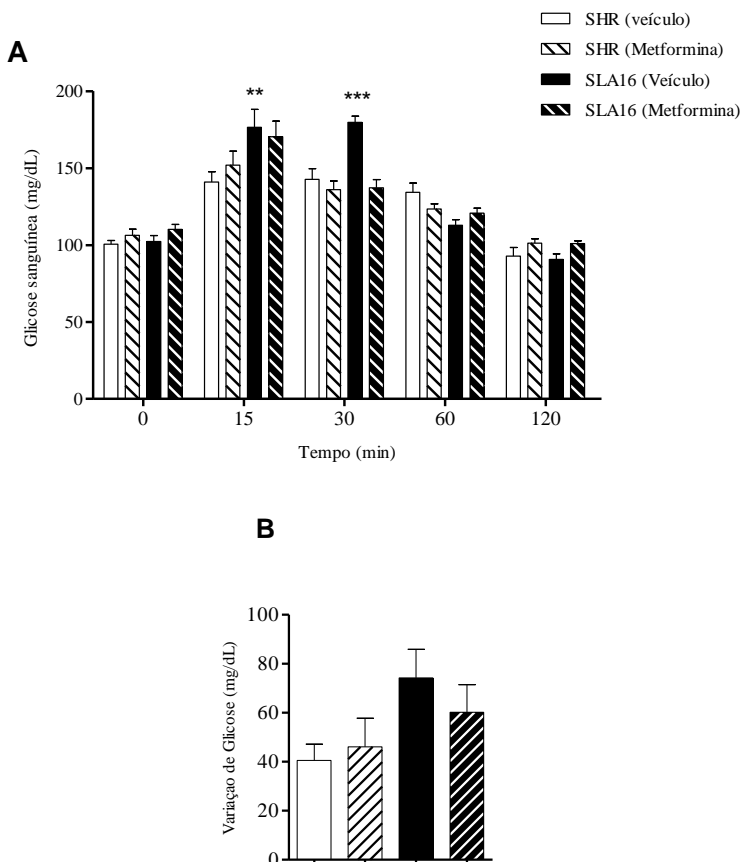 SHR (veículo)
SHR (Metformina)
SLA16 (Veículo)
SLA16 (Metformina)
A
200
150
100
50
0
Glicose sanguínea (mg/dL)
**
***
0 15 30 60 120
Tempo (min)
B
100
80
60
40
20
0
Variaçao de Glicose (mg/dL)